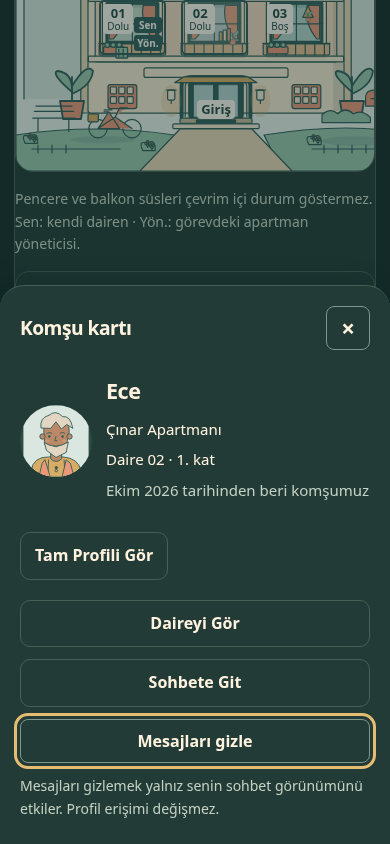 01
Dolu
Sen
Yön.
02
Dolu
03
Boş
Giriş
Pencere ve balkon süsleri çevrim içi durum göstermez.
Sen: kendi dairen · Yön.: görevdeki apartman
yöneticisi.
Komşu kartı
×
Ece
Çınar Apartmanı
Daire 02 · 1. kat
Ekim 2026 tarihinden beri komşumuz
Tam Profili Gör
Daireyi Gör
Sohbete Git
Mesajları gizle
Mesajları gizlemek yalnız senin sohbet görünümünü
etkiler. Profil erişimi değişmez.